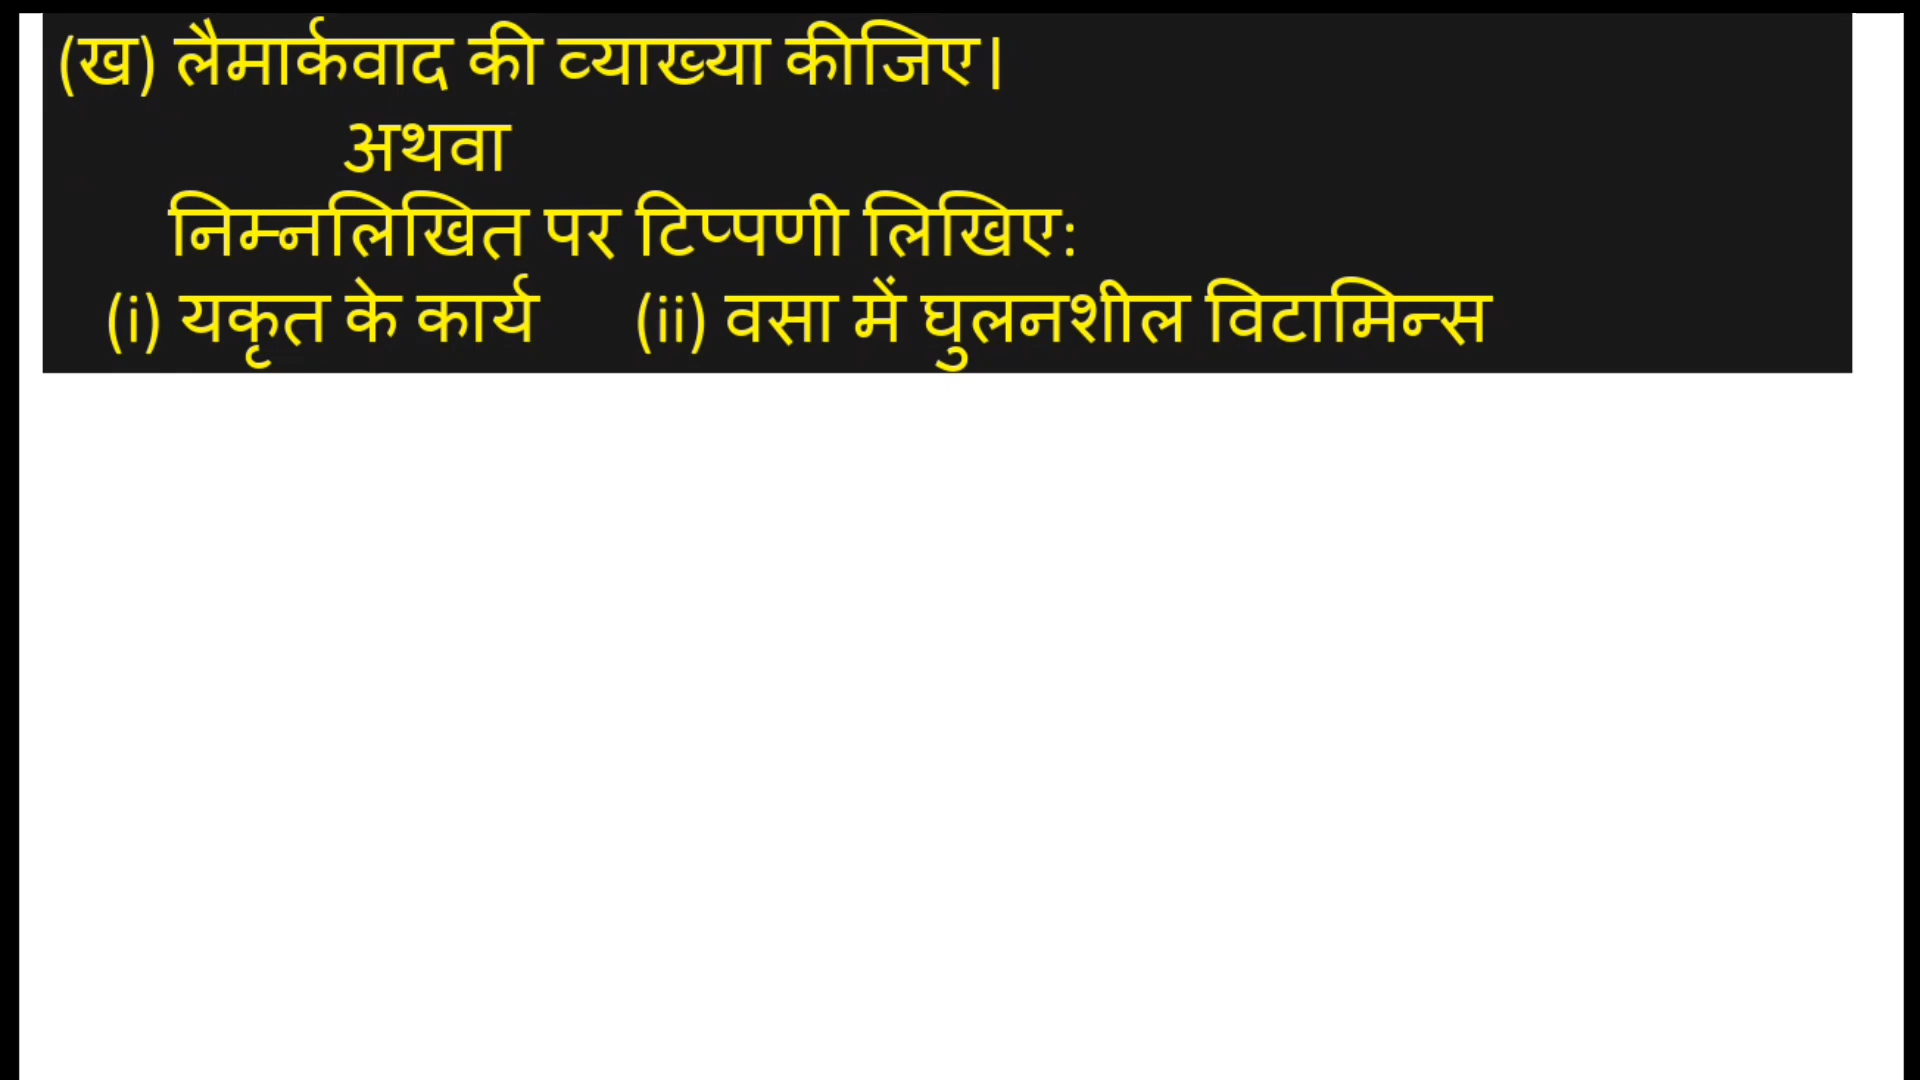 (ख) लैमार्कवाद की व्याख्या कीजिए।
अथवा
निम्नलिखित पर टिप्पणी लिखिए:
(i) यकृत के कार्य (ii) वसा में घुलनशील विटामिन्स